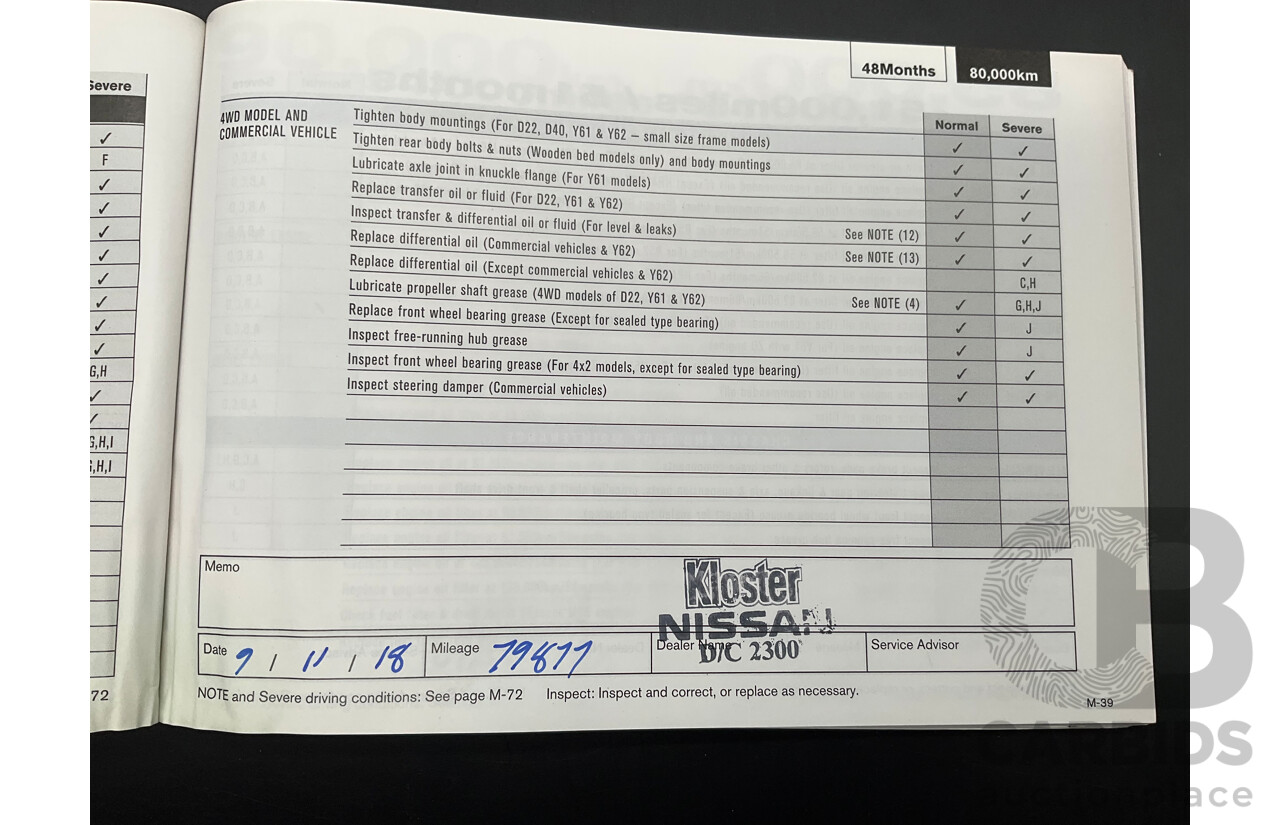 Severe
✓
F
✓
✓
✓
✓
✓
✓
✓
✓
G,H
✓
✓
G,H,I
G,H,I
72
48Months 80,000km
Normal Severe
4WD MODEL AND
COMMERCIAL VEHICLE
Tighten body mountings (For D22, D40, Y61 & Y62 – small size frame models) ✓ ✓
Tighten rear body bolts & nuts (Wooden bed models only) and body mountings ✓ ✓
Lubricate axle joint in knuckle flange (For Y61 models) ✓ ✓
Replace transfer oil or fluid (For D22, Y61 & Y62) ✓ ✓
Inspect transfer & differential oil or fluid (For level & leaks) See NOTE (12) ✓ ✓
Replace differential oil (Commercial vehicles & Y62) See NOTE (13) ✓ ✓
Replace differential oil (Except commercial vehicles & Y62) C,H
Lubricate propeller shaft grease (4WD models of D22, Y61 & Y62) See NOTE (4) ✓ G,H,J
Replace front wheel bearing grease (Except for sealed type bearing) ✓ J
Inspect free-running hub grease ✓ J
Inspect front wheel bearing grease (For 4x2 models, except for sealed type bearing) ✓ ✓
Inspect steering damper (Commercial vehicles) ✓ ✓
Memo
Kloster
NISSAN
D/C 2300
Date 9 / 11 / 18 Mileage 79877 Dealer Name Service Advisor
NOTE and Severe driving conditions: See page M-72 Inspect: Inspect and correct, or replace as necessary.
M-39
CARBIDS
auctionplace